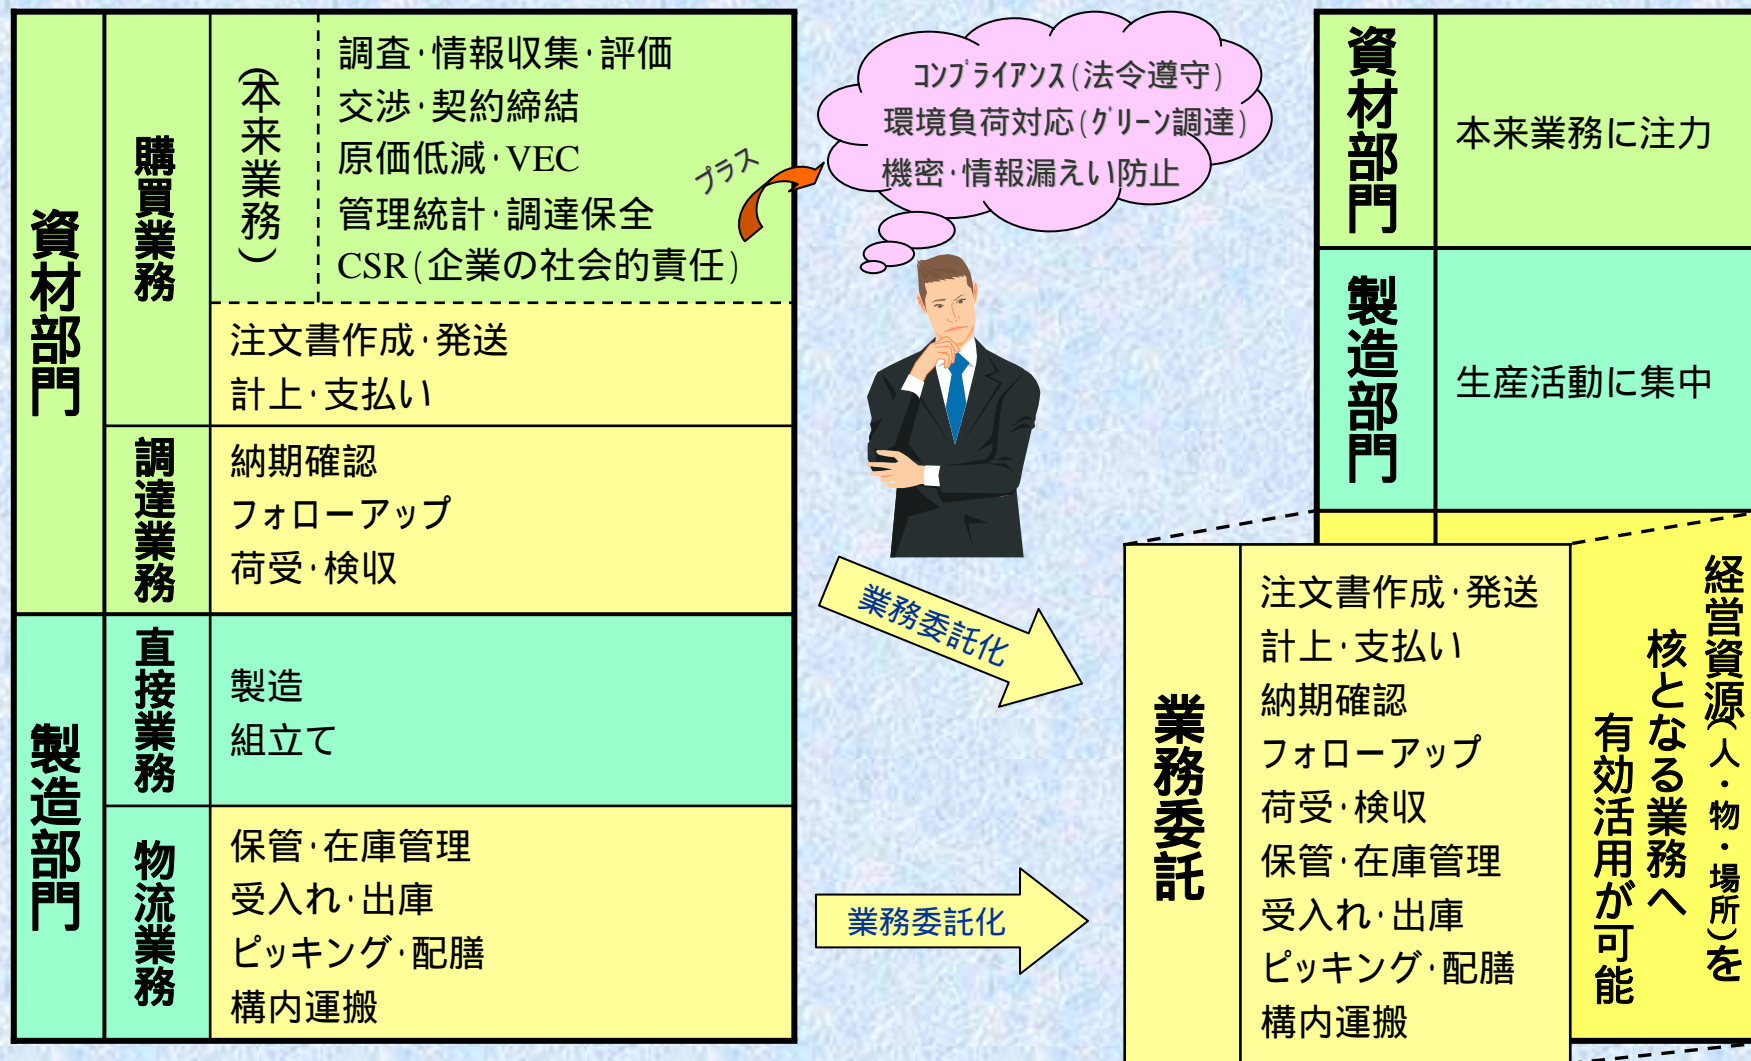 資材部門
購買業務
(本来業務)
調査･情報収集･評価
交渉･契約締結
原価低減･VEC
管理統計･調達保全
CSR(企業の社会的責任)
注文書作成･発送
計上･支払い
調達業務
納期確認
フォローアップ
荷受･検収
製造部門
直接業務
製造
組立て
物流業務
保管･在庫管理
受入れ･出庫
ピッキング･配膳
構内運搬
プラス
ｺﾝﾌﾟﾗｲｱﾝｽ(法令遵守)
環境負荷対応(ｸﾞﾘｰﾝ調達)
機密･情報漏えい防止
業務委託化
業務委託化
資材部門
本来業務に注力
製造部門
生産活動に集中
業務委託
注文書作成･発送
計上･支払い
納期確認
フォローアップ
荷受･検収
保管･在庫管理
受入れ･出庫
ピッキング･配膳
構内運搬
経営資源(人・物・場所)を
核となる業務へ
有効活用が可能